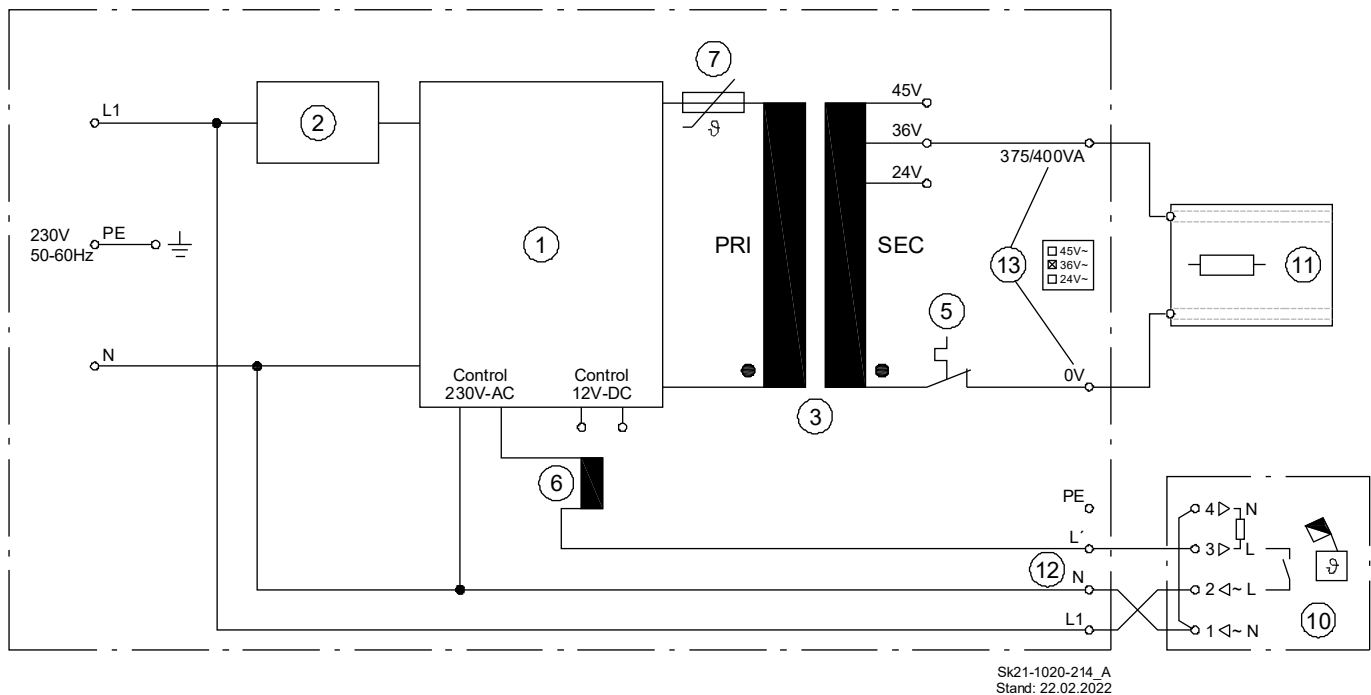 7
45V
L1
2
36V
375/400VA
24V
230V
50-60Hz
PE
1
PRI
SEC
13
45V~
36V~
24V~
11
5
N
Control
230V-AC
Control
12V-DC
0V
3
6
PE
4 N
L´
3 L
ϑ
12
N
2 ~ L
10
L1
1 ~ N
ϑ
Sk21-1020-214_A
Stand: 22.02.2022